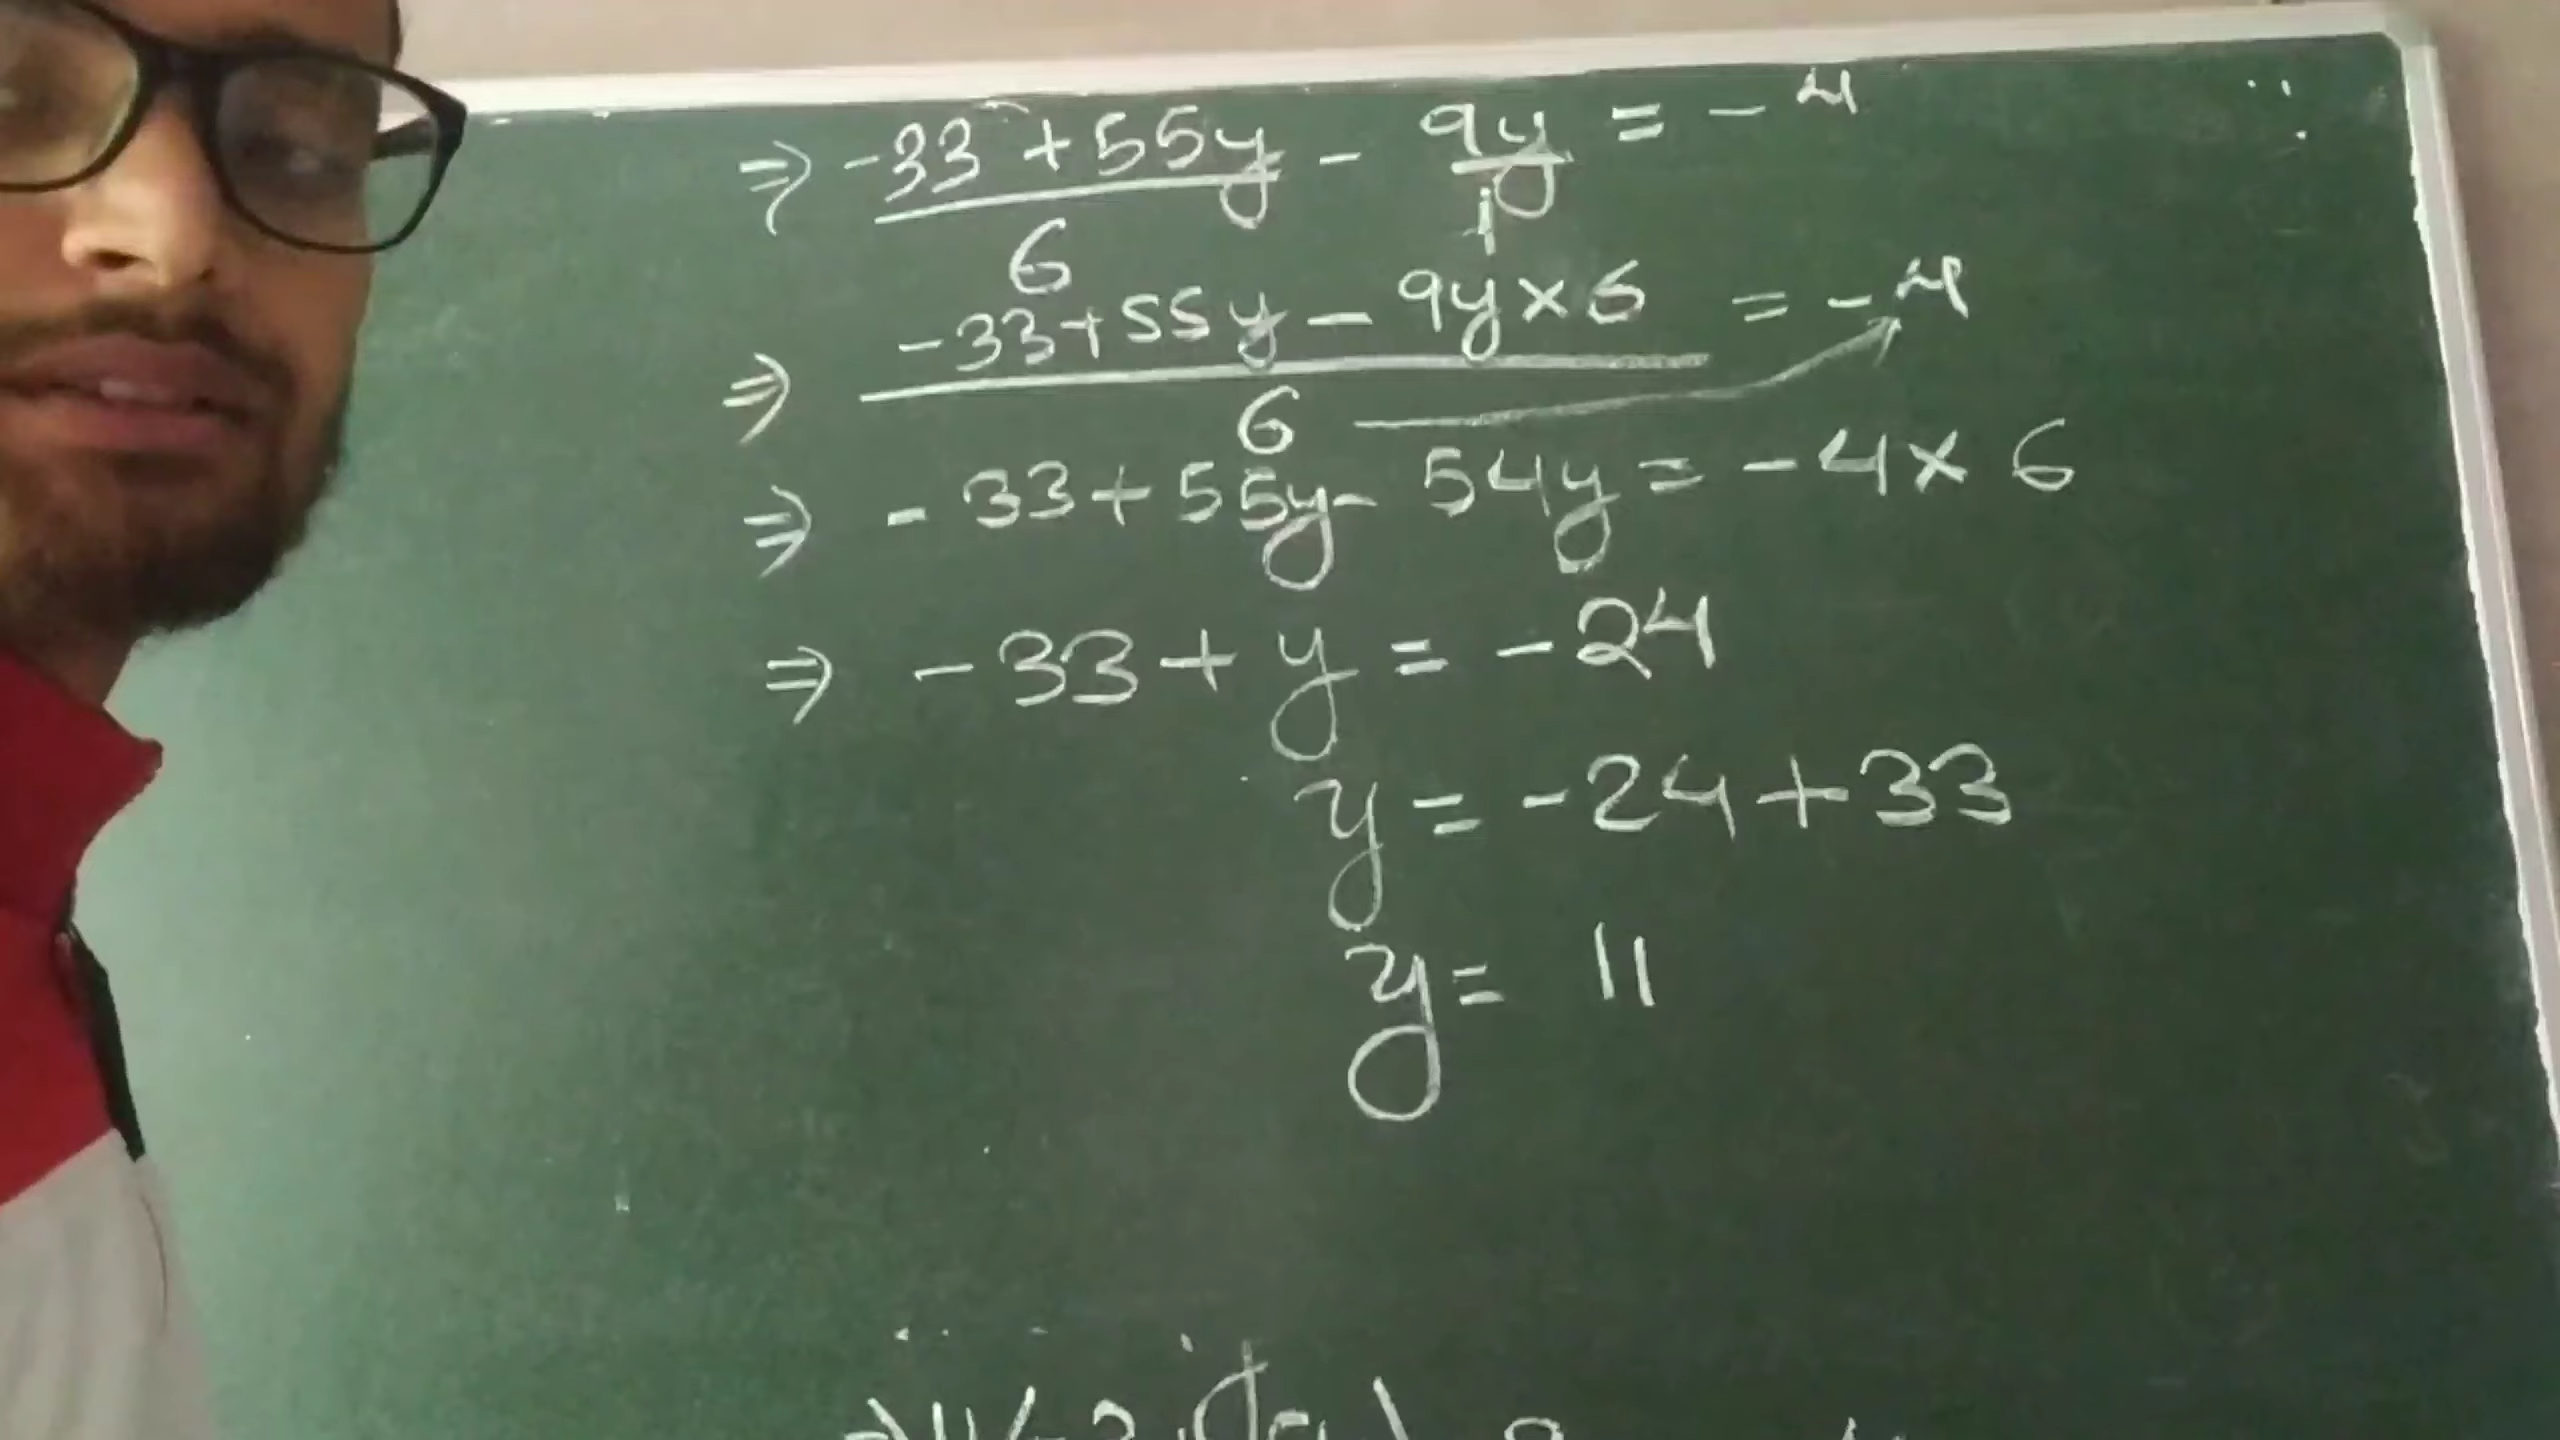 ⇒ -33+55y/6 - 9y/1 = -4
⇒ -33+55y-9y×6/6 = -4
⇒ -33+55y-54y=-4×6
⇒ -33+y=-24
y=-24+33
y=11